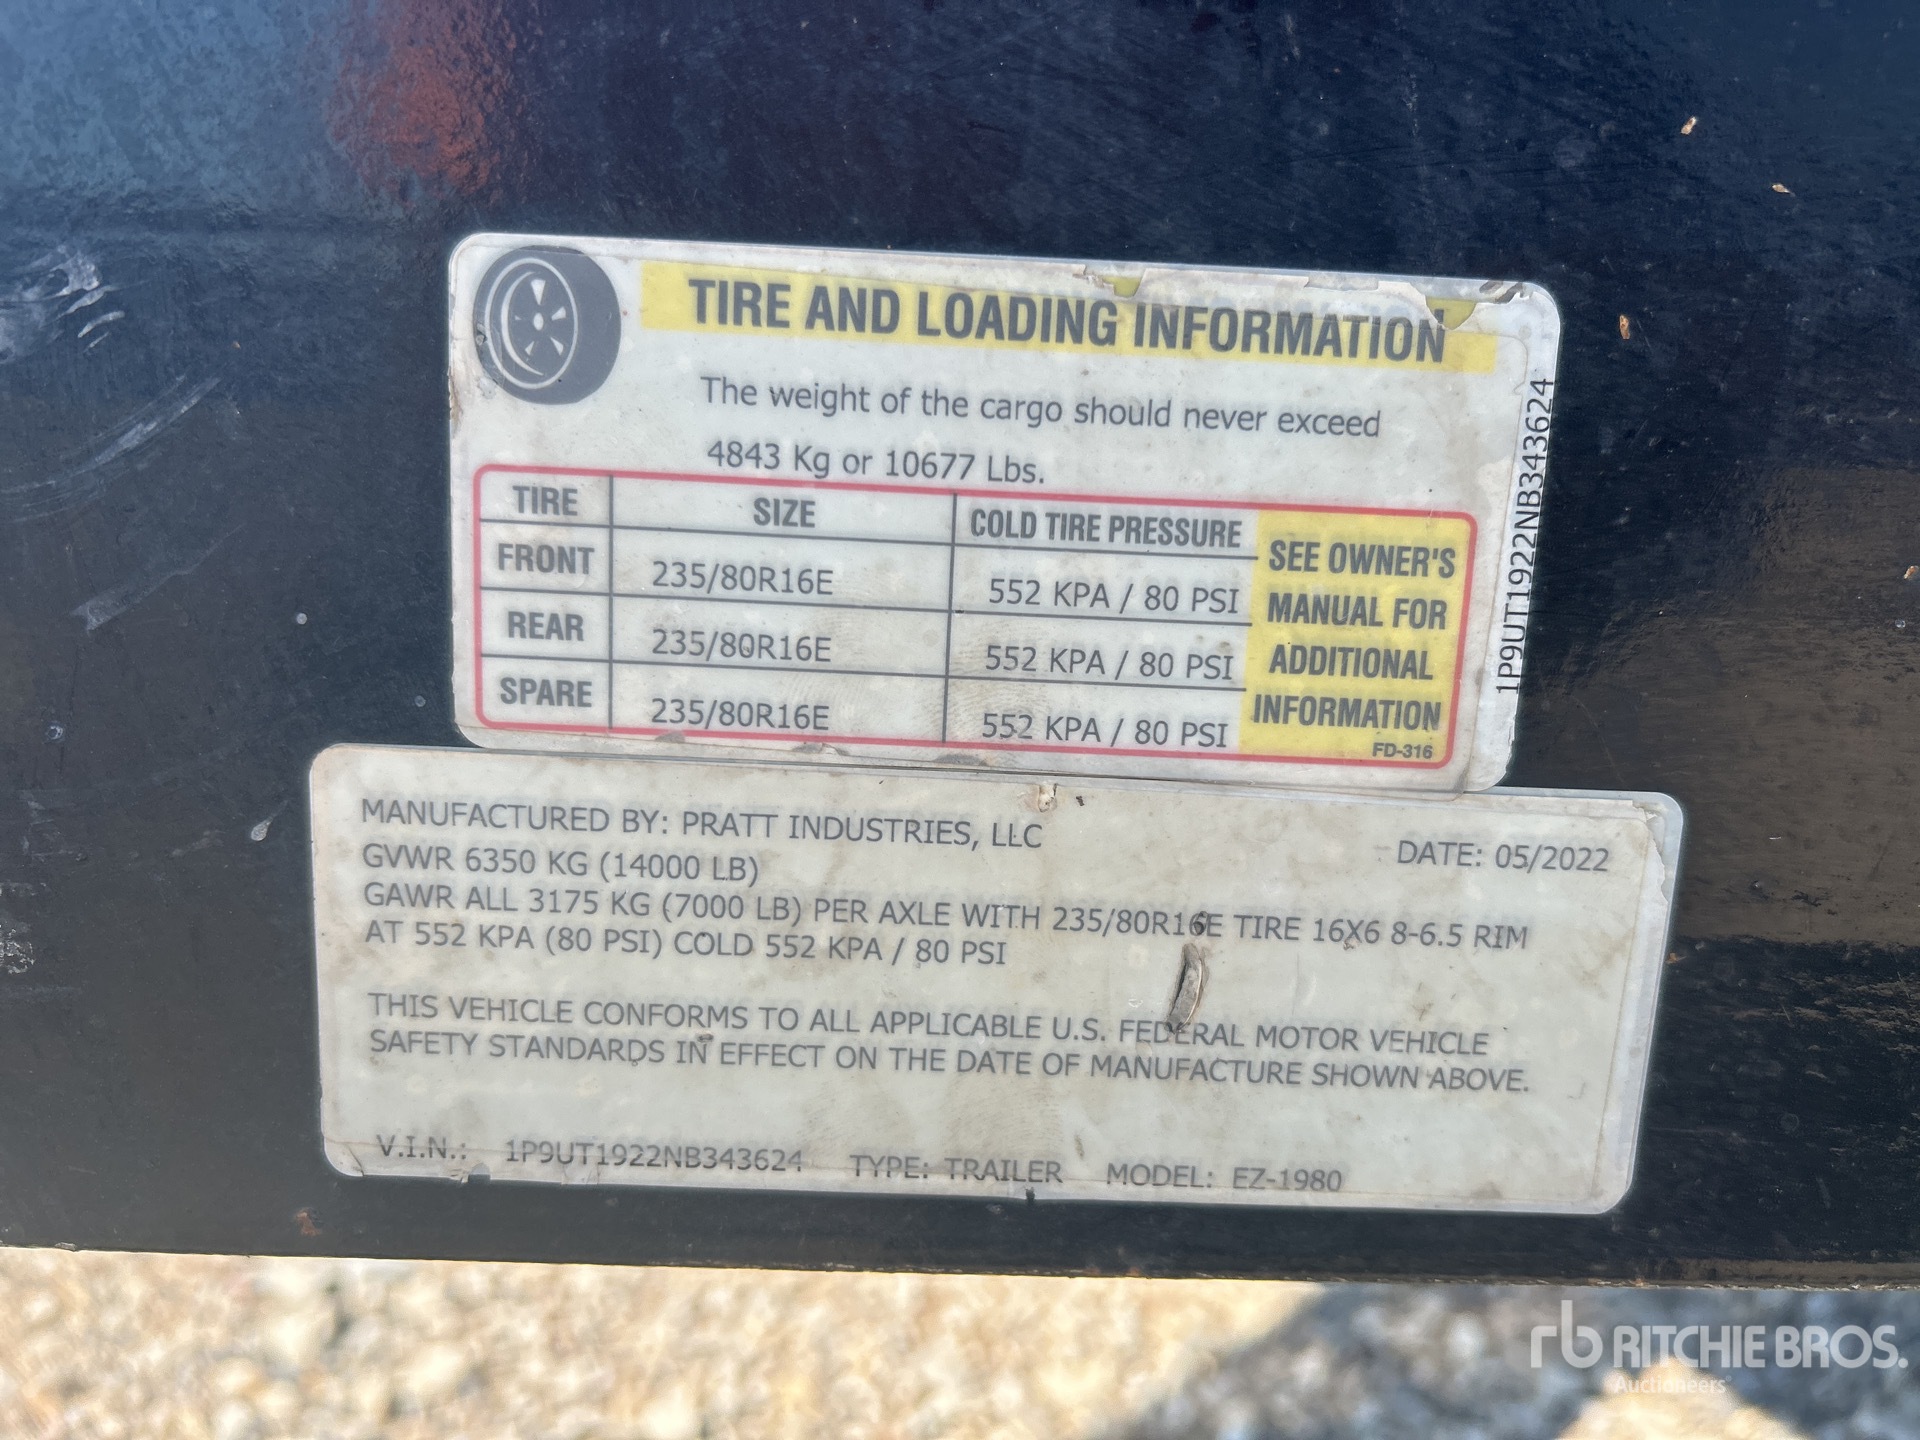 TIRE AND LOADING INFORMATION
The weight of the cargo should never exceed
4843 Kg or 10677 Lbs.
TIRE SIZE COLD TIRE PRESSURE
FRONT 235/80R16E 552 KPA / 80 PSI
REAR 235/80R16E 552 KPA / 80 PSI
SPARE 235/80R16E 552 KPA / 80 PSI
SEE OWNER'S
MANUAL FOR
ADDITIONAL
INFORMATION
FD-316
1P9UT1922NB343624
MANUFACTURED BY: PRATT INDUSTRIES, LLC DATE: 05/2022
GVWR 6350 KG (14000 LB)
GAWR ALL 3175 KG (7000 LB) PER AXLE WITH 235/80R16E TIRE 16X6 8-6.5 RIM
AT 552 KPA (80 PSI) COLD 552 KPA / 80 PSI
THIS VEHICLE CONFORMS TO ALL APPLICABLE U.S. FEDERAL MOTOR VEHICLE
SAFETY STANDARDS IN EFFECT ON THE DATE OF MANUFACTURE SHOWN ABOVE.
V.I.N.: 1P9UT1922NB343624 TYPE: TRAILER MODEL: EZ-1980
rb RITCHIE BROS.
Auctioneers